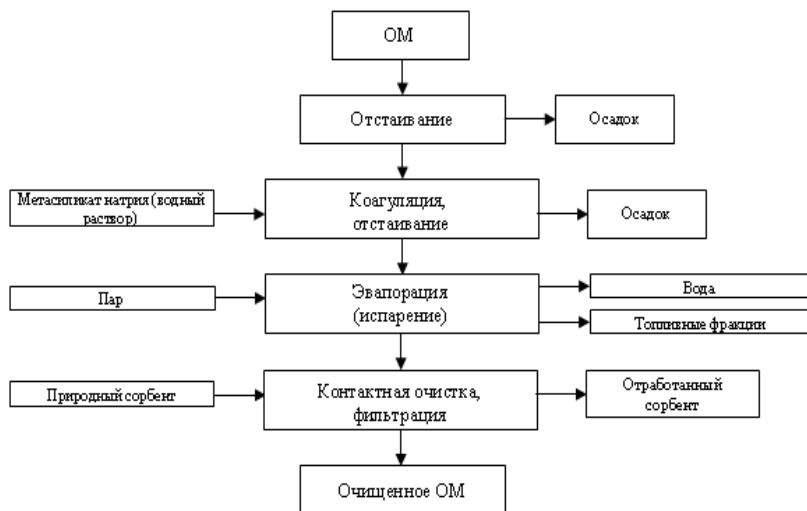 ОМ
Отстаивание
Осадок
Метасиликат натрия (водный
раствор)
Коагуляция,
отстаивание
Осадок
Пар
Эвапорация
(испарение)
Вода
Топливные фракции
Природный сорбент
Контактная очистка,
фильтрация
Отработанный
сорбент
Очищенное ОМ